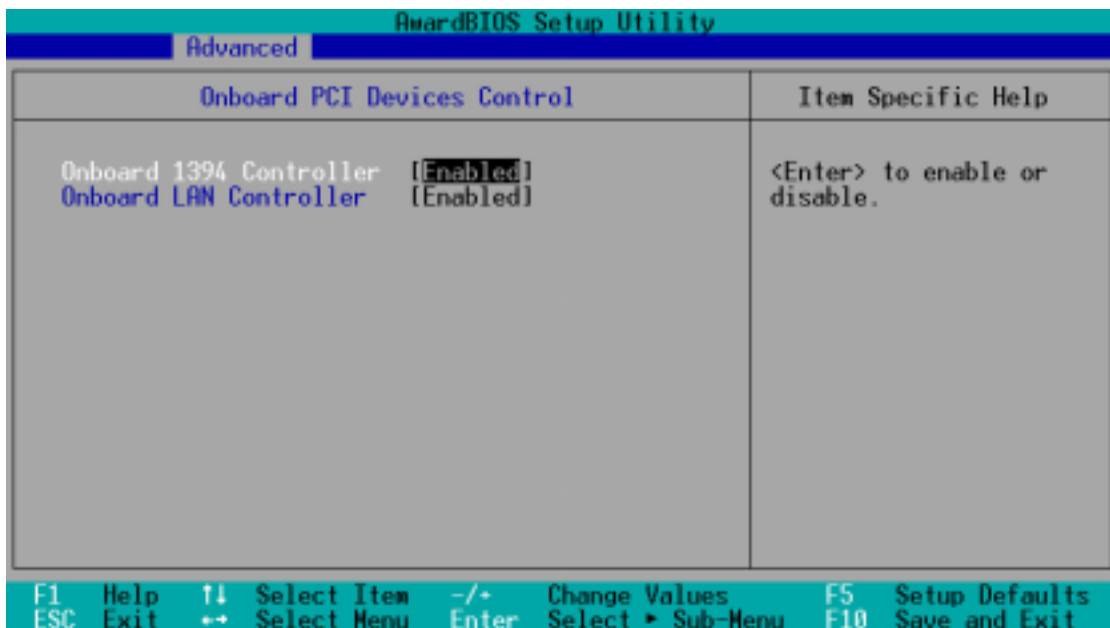 AwardBIOS Setup Utility
Advanced
Onboard PCI Devices Control
Item Specific Help
Onboard 1394 Controller [Enabled]
Onboard LAN Controller [Enabled]
<Enter> to enable or
disable.
F1 Help ↑↓ Select Item -/+ Change Values F5 Setup Defaults
ESC Exit ←→ Select Menu Enter Select ► Sub-Menu F10 Save and Exit